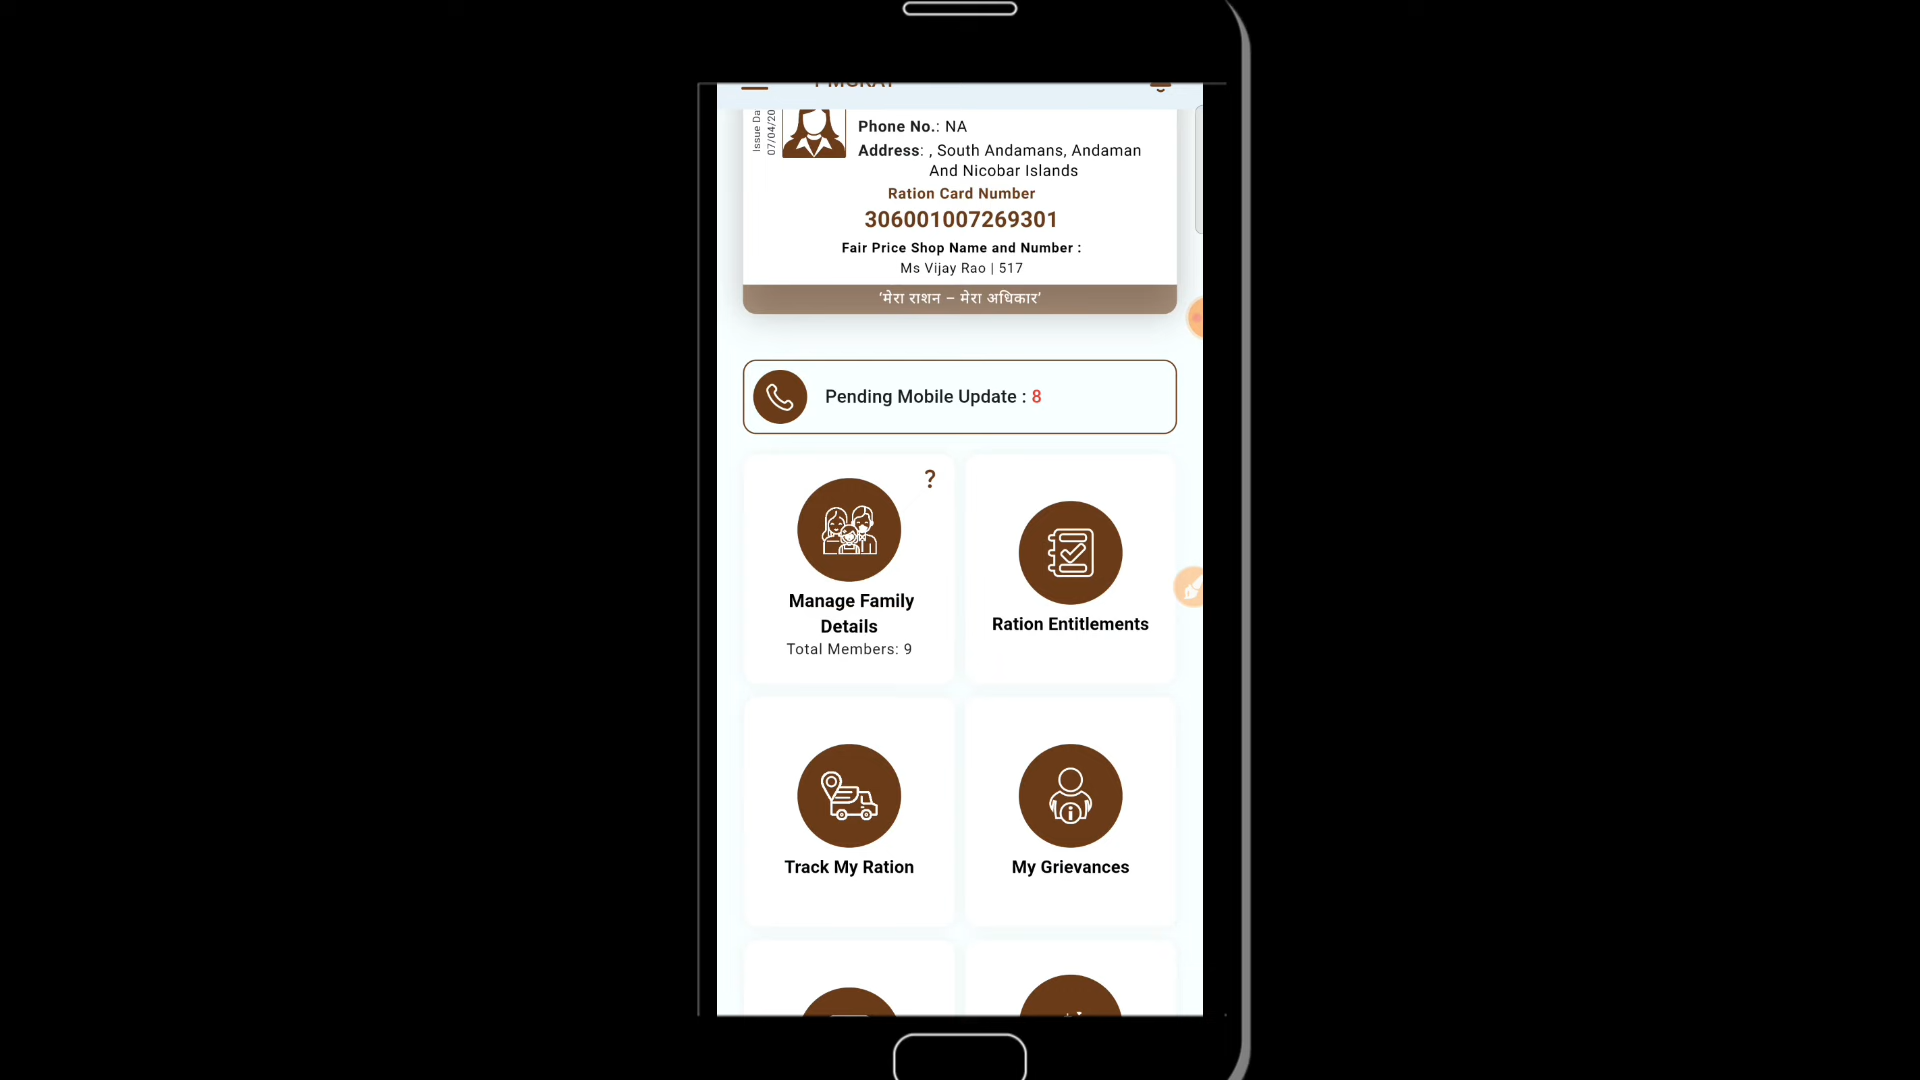 Issue Da
07/04/20
Phone No.: NA
Address: , South Andamans, Andaman
And Nicobar Islands
Ration Card Number
306001007269301
Fair Price Shop Name and Number :
Ms Vijay Rao | 517
'मेरा राशन – मेरा अधिकार'
Pending Mobile Update : 8
?
Manage Family
Details
Total Members: 9
Ration Entitlements
Track My Ration
My Grievances